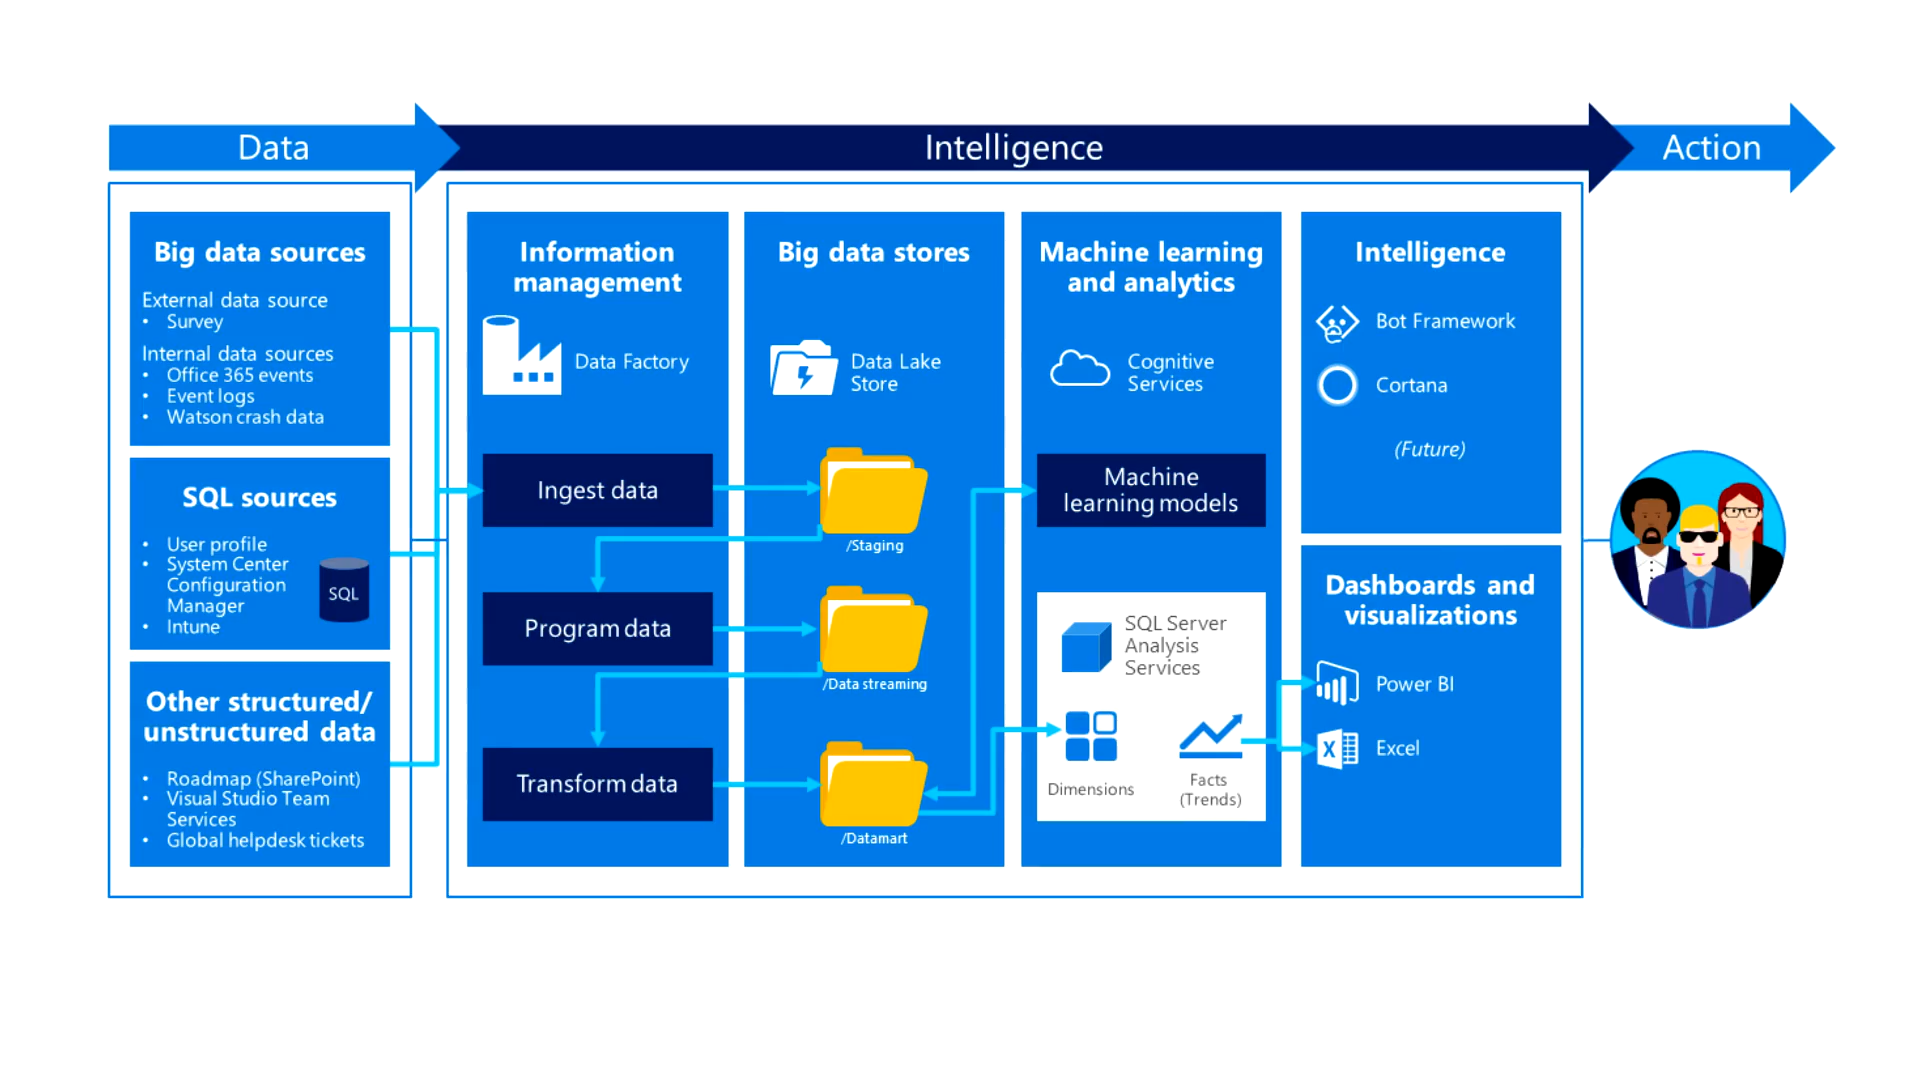 Data
Intelligence
Action
Big data sources
External data source
• Survey
Internal data sources
• Office 365 events
• Event logs
• Watson crash data
SQL sources
• User profile
• System Center
Configuration
Manager
• Intune
SQL
Other structured/
unstructured data
• Roadmap (SharePoint)
• Visual Studio Team
Services
• Global helpdesk tickets
Information
management
Data Factory
Ingest data
Program data
Transform data
Big data stores
Data Lake
Store
/Staging
/Data streaming
/Datamart
Machine learning
and analytics
Cognitive
Services
Machine
learning models
SQL Server
Analysis
Services
Dimensions
Facts
(Trends)
Intelligence
Bot Framework
Cortana
(Future)
Dashboards and
visualizations
Power BI
X
Excel